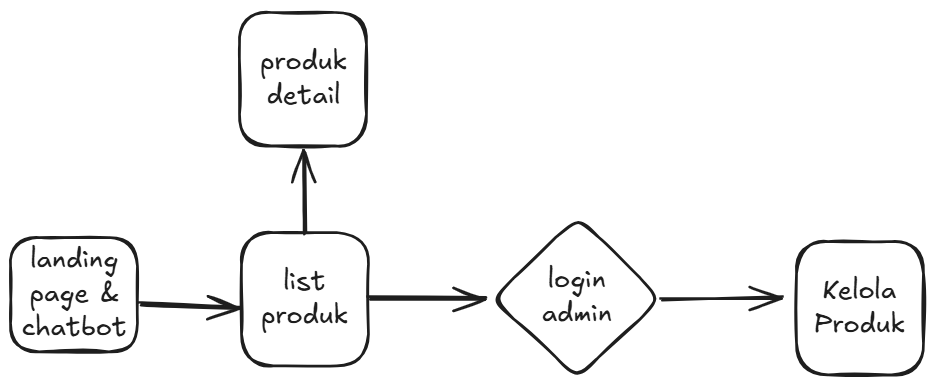 produk
detail
landing
page &
chatbot
list
produk
login
admin
Kelola
Produk